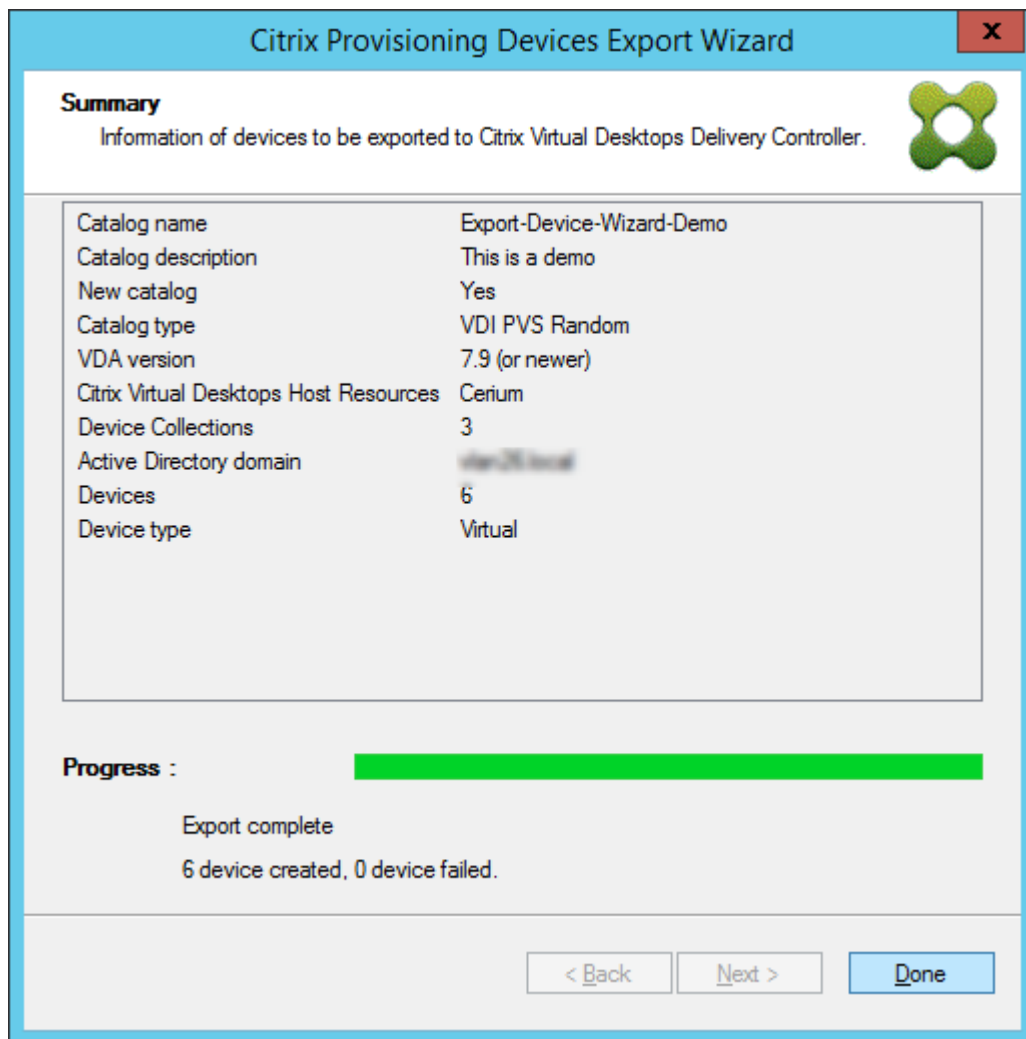 Citrix Provisioning Devices Export Wizard
x
Summary
Information of devices to be exported to Citrix Virtual Desktops Delivery Controller.
Catalog name Export-Device-Wizard-Demo
Catalog description This is a demo
New catalog Yes
Catalog type VDI PVS Random
VDA version 7.9 (or newer)
Citrix Virtual Desktops Host Resources Cerium
Device Collections 3
Active Directory domain
Devices 6
Device type Virtual
Progress :
Export complete
6 device created, 0 device failed.
< Back Next > Done